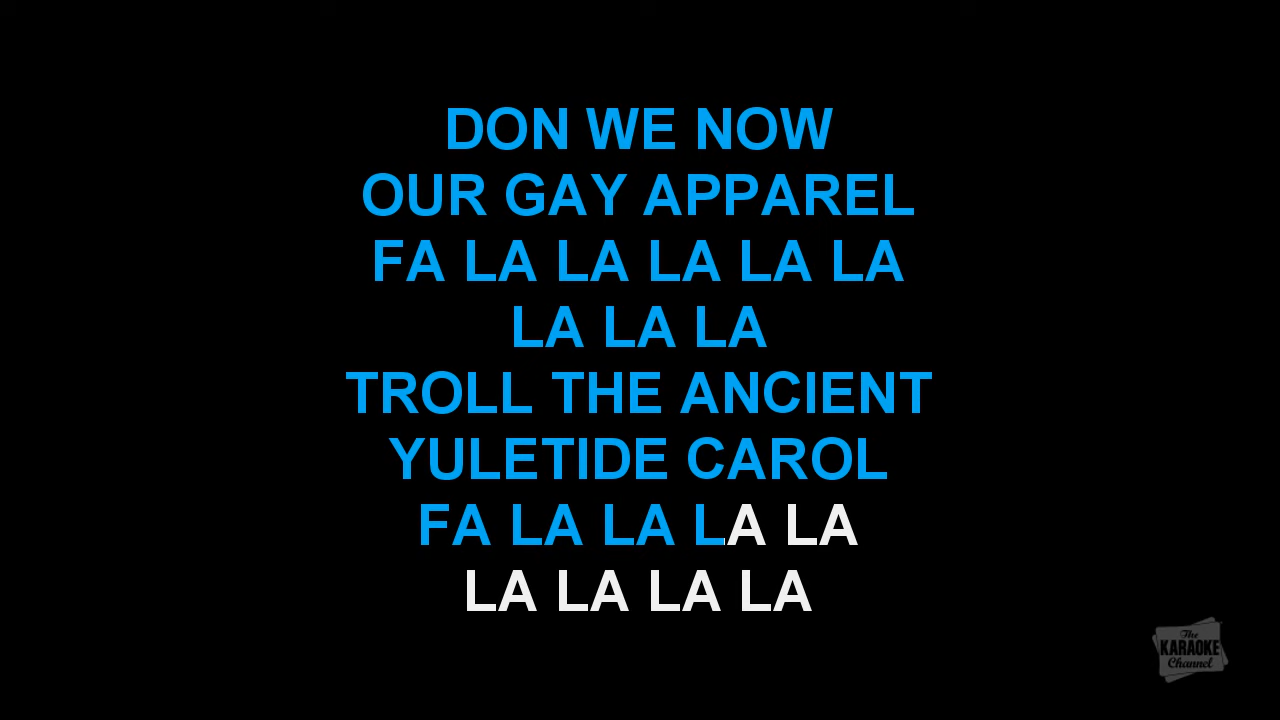 DON WE NOW
OUR GAY APPAREL
FA LA LA LA LA LA
LA LA LA
TROLL THE ANCIENT
YULETIDE CAROL
FA LA LA LA LA
LA LA LA LA
The
KARAOKE
Channel